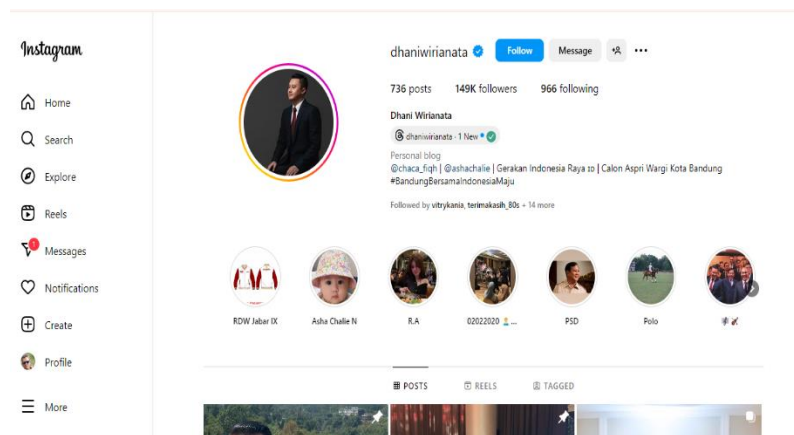 Instagram
Home
Search
Explore
Reels
Messages
1
Notifications
Create
Profile
More
dhaniwirianata Follow Message
736 posts 149K followers 966 following
Dhani Wirianata
dhaniwirianata · 1 New
Personal blog
@chaca_fiqh | @ashachalie | Gerakan Indonesia Raya 10 | Calon Aspri Wargi Kota Bandung
#BandungBersamaIndonesiaMaju
Followed by vitrykania, terimakasih_80s + 14 more
RDW Jabar IX Asha Chalie N R.A 02022020 ... PSD Polo
POSTS REELS TAGGED